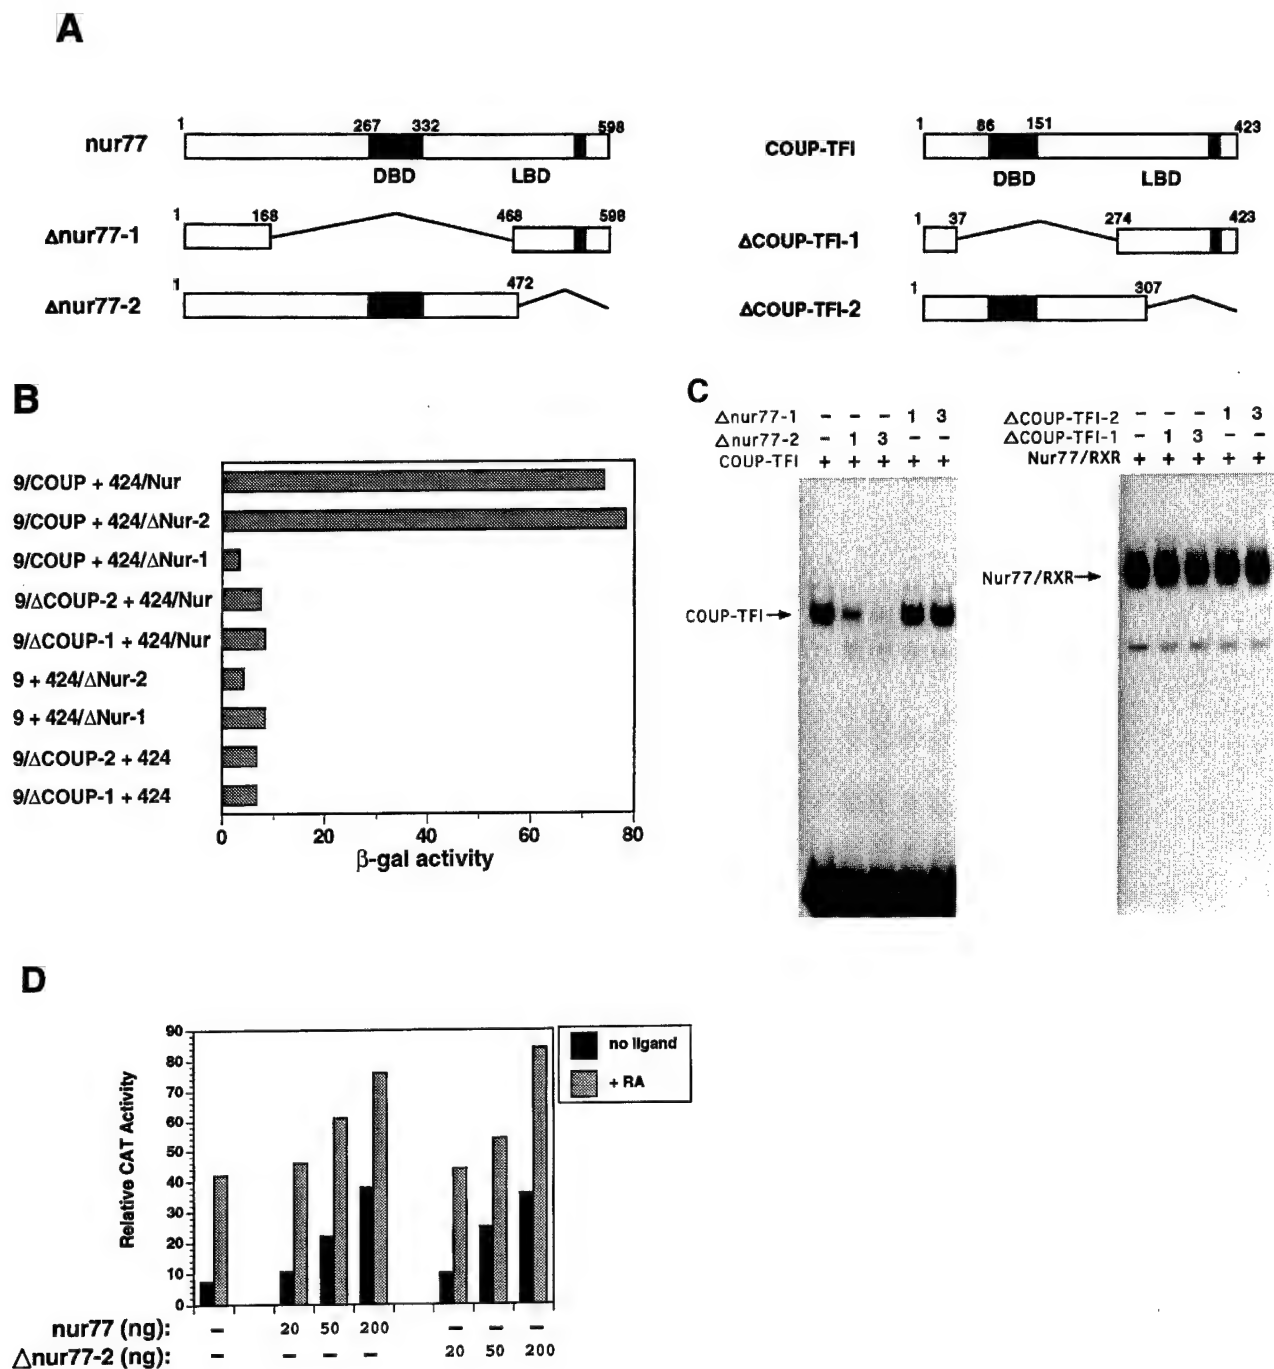 A
1 267 332 598
nur77
DBD LBD
1 168 468 598
Δnur77-1
1 472
Δnur77-2
1 86 151 423
COUP-TFI
DBD LBD
1 37 274 423
ΔCOUP-TFI-1
1 307
ΔCOUP-TFI-2
B
9/COUP + 424/Nur
9/COUP + 424/ΔNur-2
9/COUP + 424/ΔNur-1
9/ΔCOUP-2 + 424/Nur
9/ΔCOUP-1 + 424/Nur
9 + 424/ΔNur-2
9 + 424/ΔNur-1
9/ΔCOUP-2 + 424
9/ΔCOUP-1 + 424
0 20 40 60 80
β-gal activity
C
Δnur77-1 – – – 1 3
Δnur77-2 – 1 3 – –
COUP-TFI + + + + +
COUP-TFI
ΔCOUP-TFI-2 – – – 1 3
ΔCOUP-TFI-1 – 1 3 – –
Nur77/RXR + + + + +
Nur77/RXR
D
90
80
70
60
50
40
30
20
10
0
Relative CAT Activity
no ligand
+ RA
nur77 (ng): – 20 50 200 – – –
Δnur77-2 (ng): – – – – 20 50 200